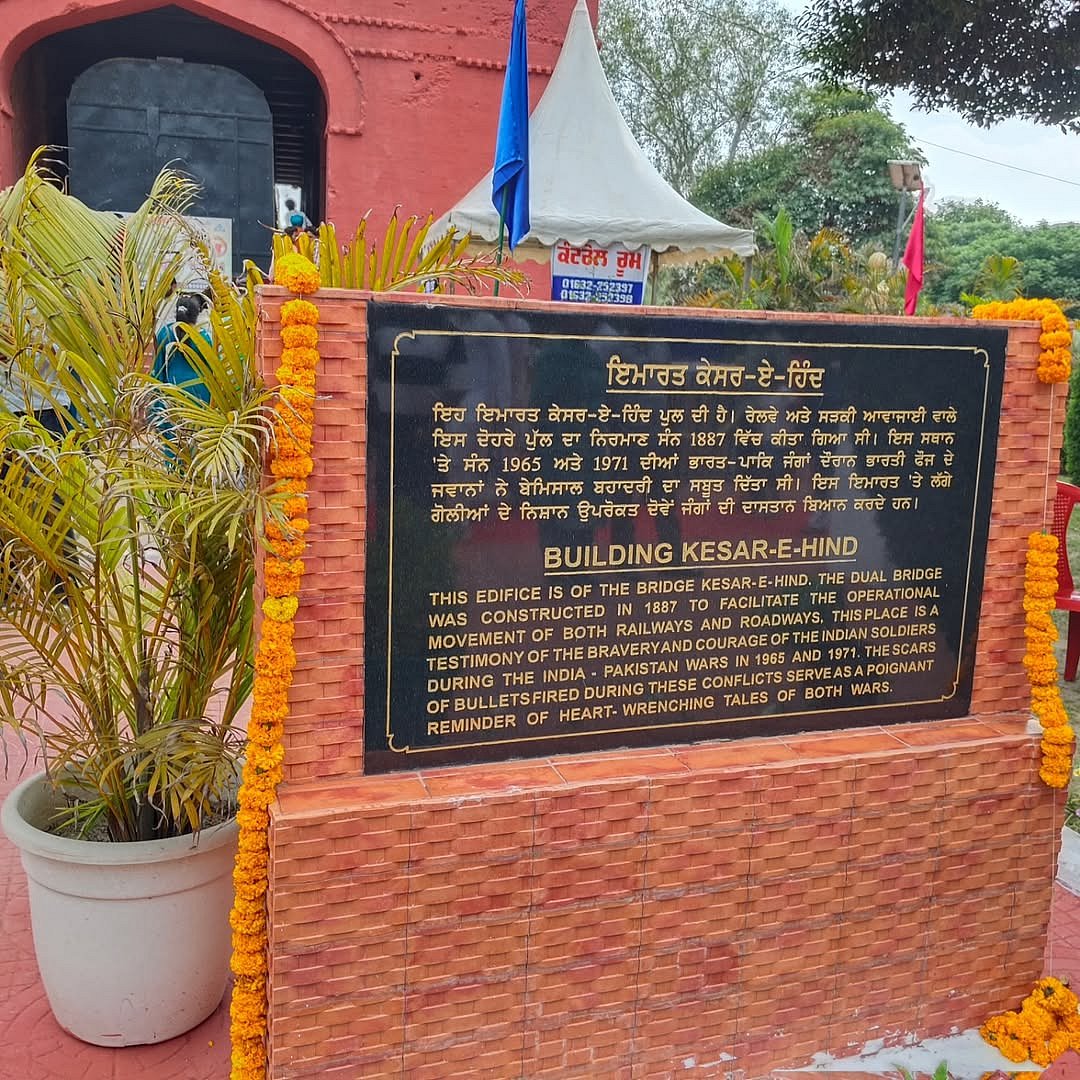 ਕੰਟਰੋਲ ਰੂਮ
01632-252397
01632-252398
ਇਮਾਰਤ ਕੇਸਰ-ਏ-ਹਿੰਦ
ਇਹ ਇਮਾਰਤ ਕੇਸਰ-ਏ-ਹਿੰਦ ਪੁਲ ਦੀ ਹੈ। ਰੇਲਵੇ ਅਤੇ ਸੜਕੀ ਆਵਾਜਾਈ ਵਾਲੇ
ਇਸ ਦੋਹਰੇ ਪੁੱਲ ਦਾ ਨਿਰਮਾਣ ਸੰਨ 1887 ਵਿੱਚ ਕੀਤਾ ਗਿਆ ਸੀ। ਇਸ ਸਥਾਨ
'ਤੇ ਸੰਨ 1965 ਅਤੇ 1971 ਦੀਆਂ ਭਾਰਤ-ਪਾਕਿ ਜੰਗਾਂ ਦੌਰਾਨ ਭਾਰਤੀ ਫੌਜ ਦੇ
ਜਵਾਨਾਂ ਨੇ ਬੇਮਿਸਾਲ ਬਹਾਦਰੀ ਦਾ ਸਬੂਤ ਦਿੱਤਾ ਸੀ। ਇਸ ਇਮਾਰਤ 'ਤੇ ਲੱਗੇ
ਗੋਲੀਆਂ ਦੇ ਨਿਸ਼ਾਨ ਉਪਰੋਕਤ ਦੋਵੇਂ ਜੰਗਾਂ ਦੀ ਦਾਸਤਾਨ ਬਿਆਨ ਕਰਦੇ ਹਨ।
BUILDING KESAR-E-HIND
THIS EDIFICE IS OF THE BRIDGE KESAR-E-HIND. THE DUAL BRIDGE
WAS CONSTRUCTED IN 1887 TO FACILITATE THE OPERATIONAL
MOVEMENT OF BOTH RAILWAYS AND ROADWAYS, THIS PLACE IS A
TESTIMONY OF THE BRAVERY AND COURAGE OF THE INDIAN SOLDIERS
DURING THE INDIA - PAKISTAN WARS IN 1965 AND 1971. THE SCARS
OF BULLETS FIRED DURING THESE CONFLICTS SERVE AS A POIGNANT
REMINDER OF HEART- WRENCHING TALES OF BOTH WARS.